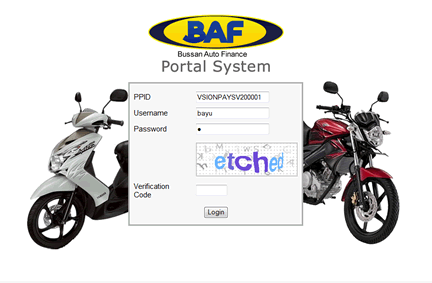 BAF
Bussan Auto Finance
Portal System
PPID VSIONPAYSV200001
Username bayu
Password
etched
Verification
Code
Login